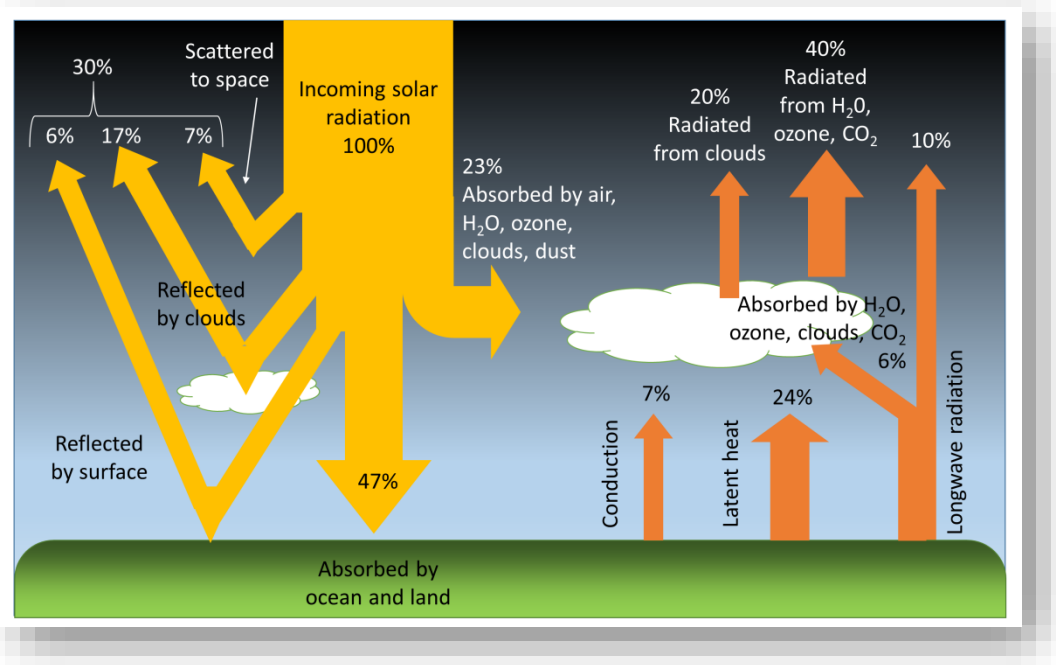 30%
6%
17%
7%
Scattered
to space
Incoming solar
radiation
100%
23%
Absorbed by air,
H₂O, ozone,
clouds, dust
20%
Radiated
from clouds
40%
Radiated
from H₂0,
ozone, CO₂
10%
Reflected
by clouds
Absorbed by H₂O,
ozone, clouds, CO₂
6%
Reflected
by surface
47%
7%
Conduction
24%
Latent heat
Longwave radiation
Absorbed by
ocean and land